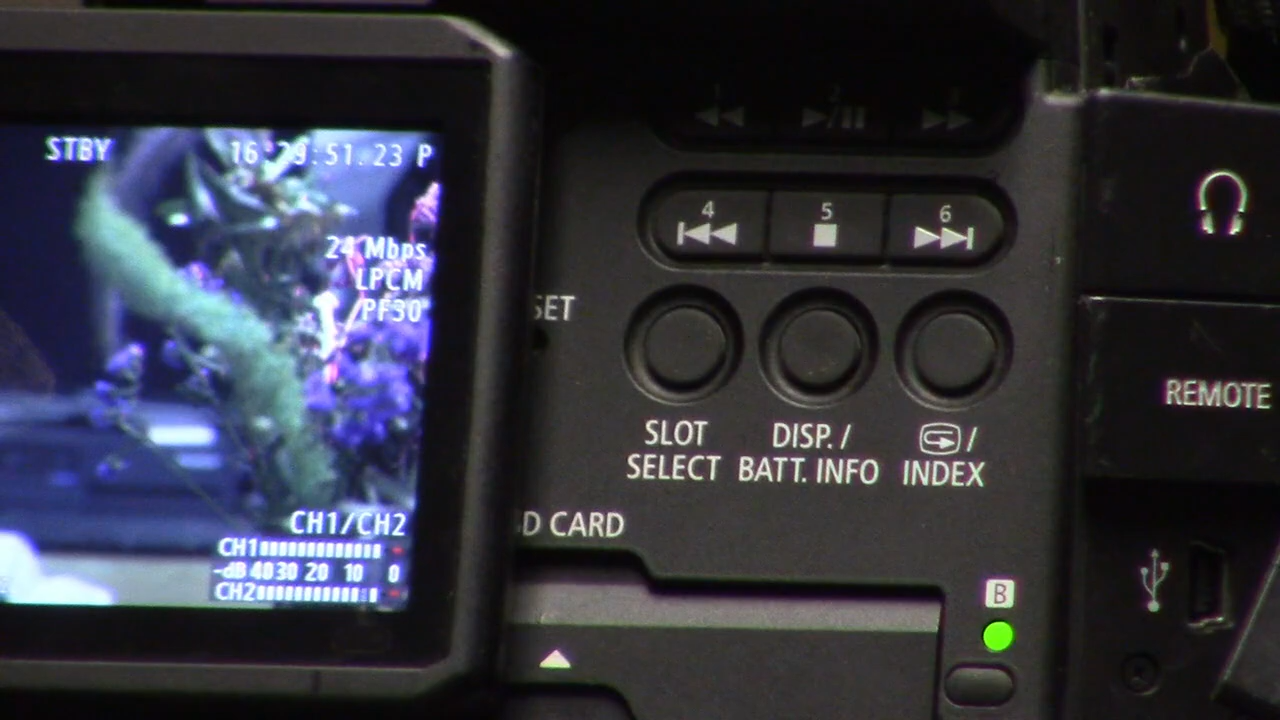 STBY
16:29:51.23 P
24 Mbps
LPCM
PF30
CH1/CH2
CH1
-dB 40 30 20 10 0
CH2
4 5 6
SET
SLOT SELECT
DISP./ BATT. INFO
/ INDEX
D CARD
B
REMOTE